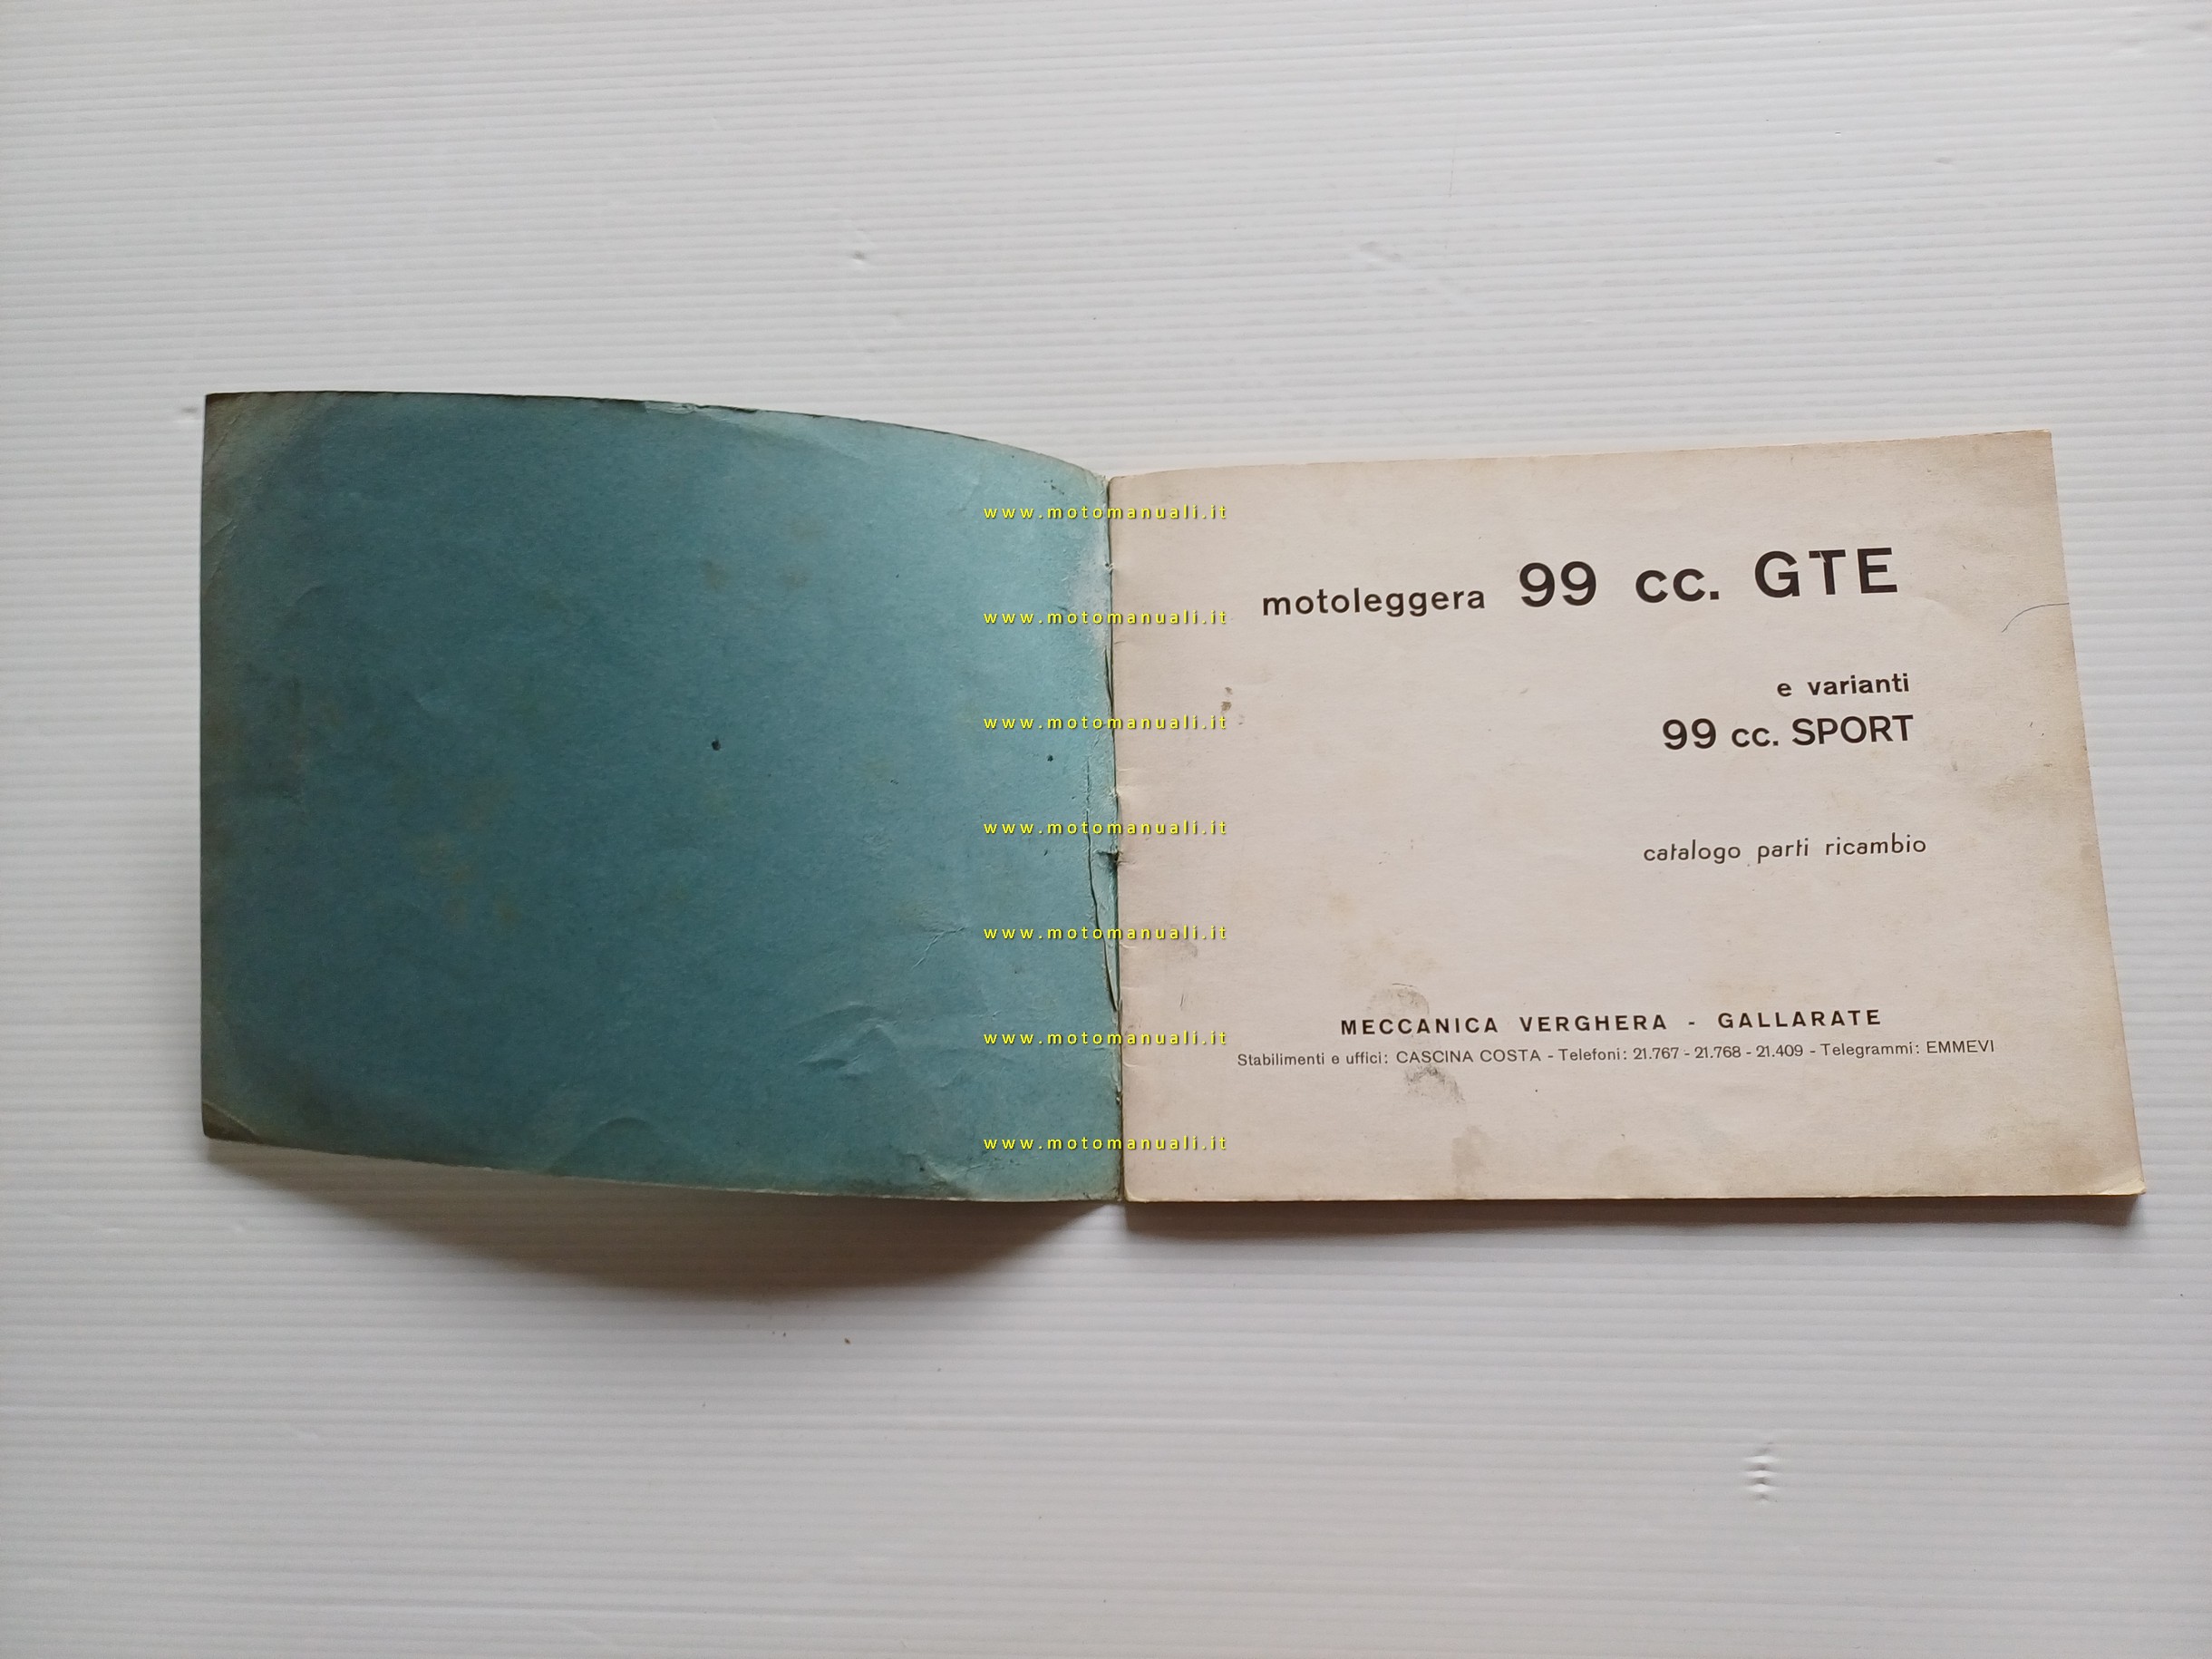 motoleggera 99 cc. GTE
e varianti
99 cc. SPORT
catalogo parti ricambio
MECCANICA VERGHERA - GALLARATE
Stabilimenti e uffici: CASCINA COSTA - Telefoni: 21.767 - 21.768 - 21.409 - Telegrammi: EMMEVI
www.motomanuali.it
www.motomanuali.it
www.motomanuali.it
www.motomanuali.it
www.motomanuali.it
www.motomanuali.it
www.motomanuali.it